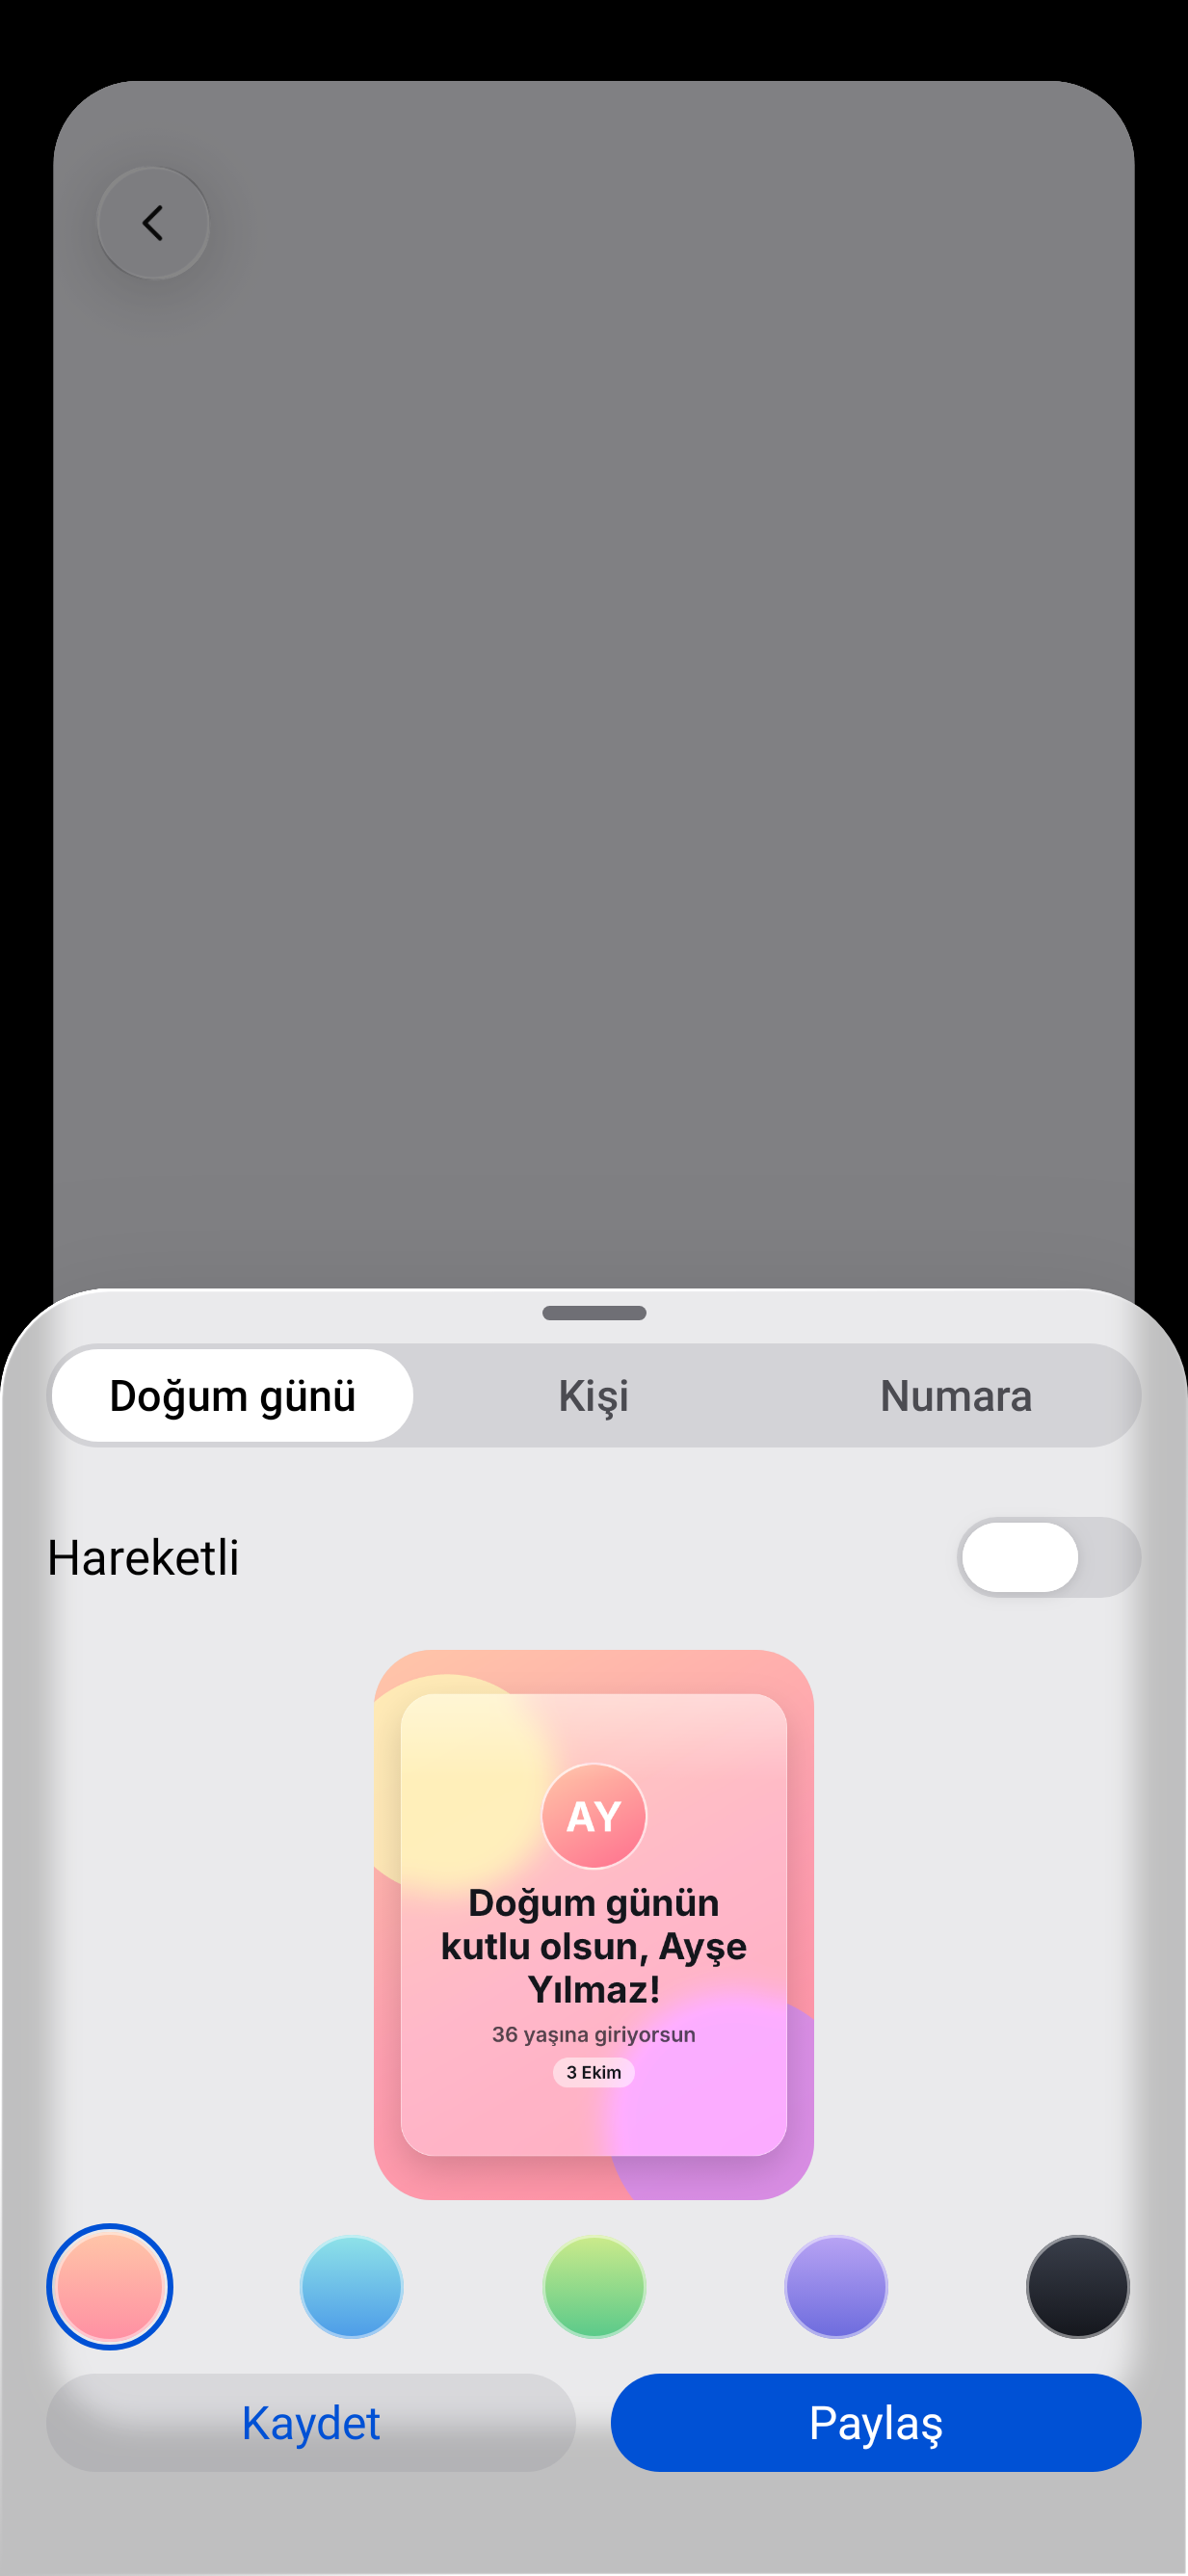 Doğum günü
Kişi
Numara
Hareketli
AY
Doğum günün
kutlu olsun, Ayşe
Yılmaz!
36 yaşına giriyorsun
3 Ekim
Kaydet
Paylaş